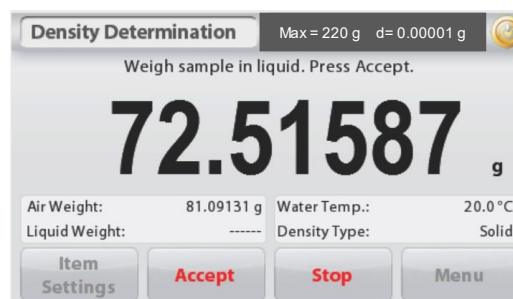 Density Determination Max = 220 g d= 0.00001 g
Weigh sample in liquid. Press Accept.
72.51587 g
Air Weight: 81.09131 g Water Temp.: 20.0°C
Liquid Weight: ------ Density Type: Solid
Item Settings Accept Stop Menu